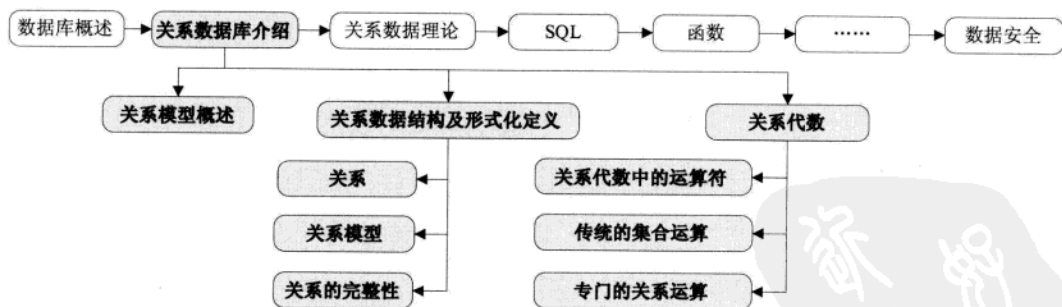 数据库概述
关系数据库介绍
关系数据理论
SQL
函数
……
数据安全
关系模型概述
关系数据结构及形式化定义
关系代数
关系
关系代数中的运算符
关系模型
传统的集合运算
关系的完整性
专门的关系运算